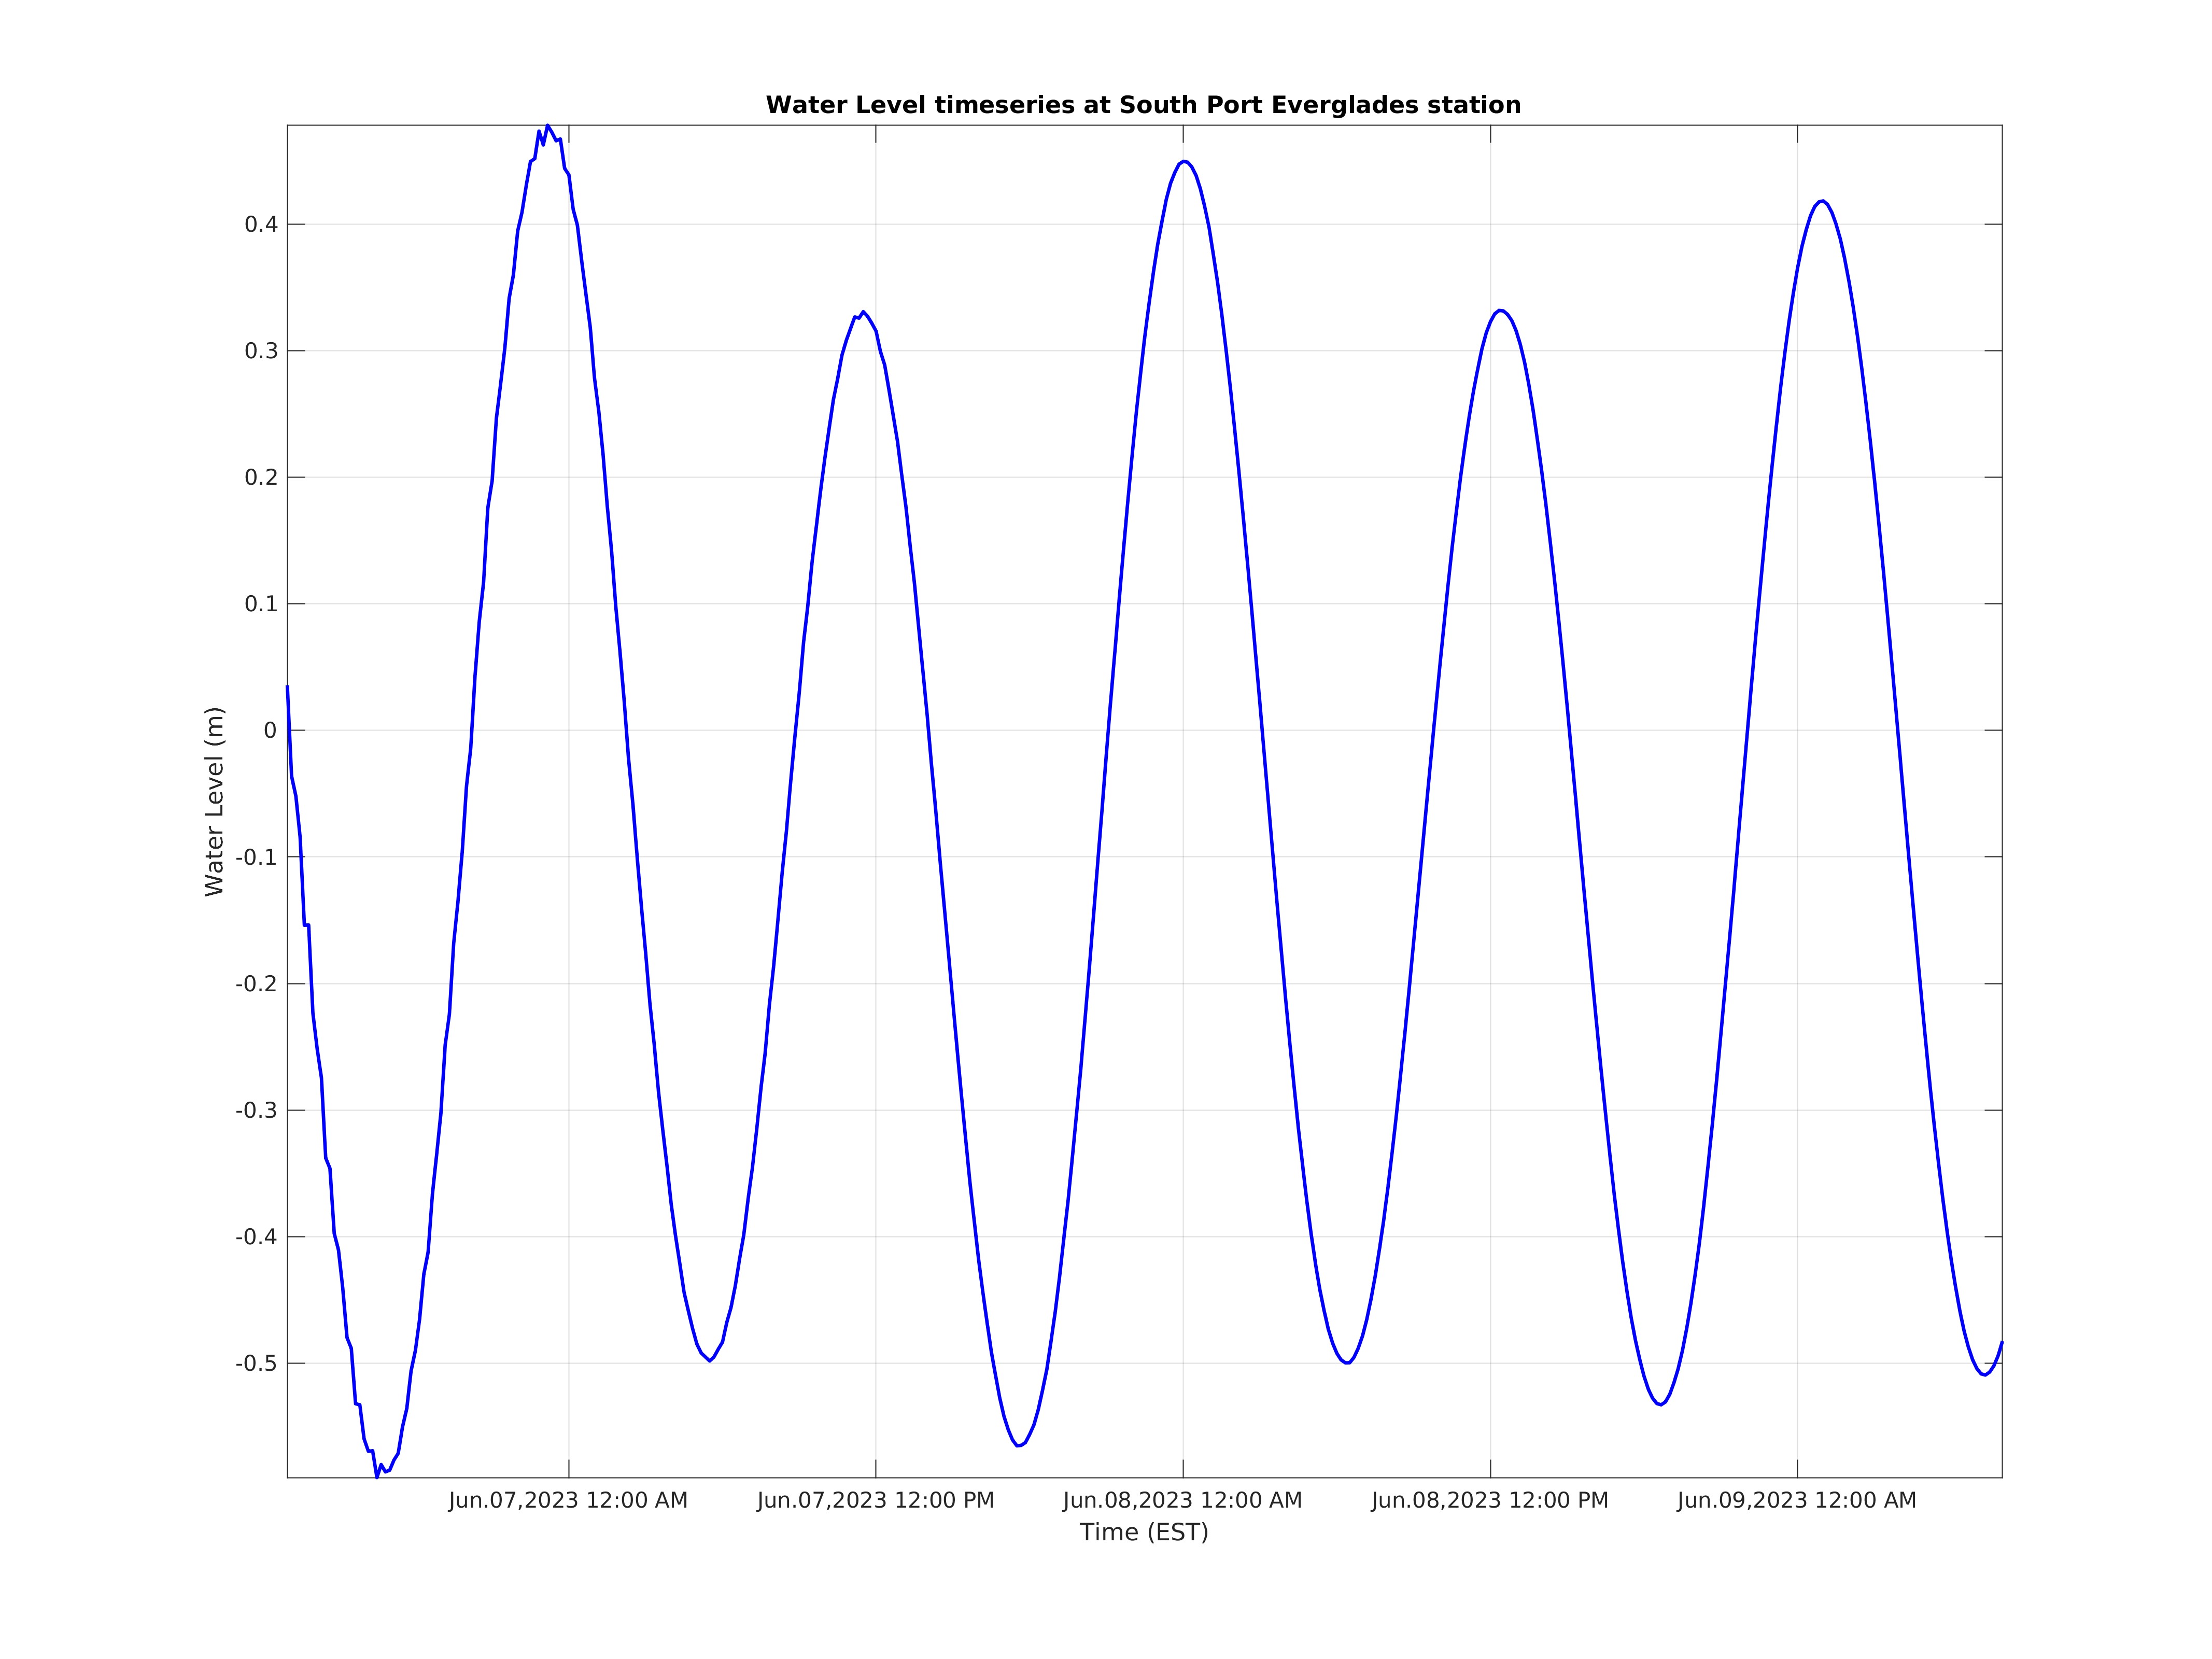 Water Level timeseries at South Port Everglades station
0.4
0.3
0.2
0.1
0
-0.1
-0.2
-0.3
-0.4
-0.5
Water Level (m)
Jun.07,2023 12:00 AM
Jun.07,2023 12:00 PM
Jun.08,2023 12:00 AM
Jun.08,2023 12:00 PM
Jun.09,2023 12:00 AM
Time (EST)